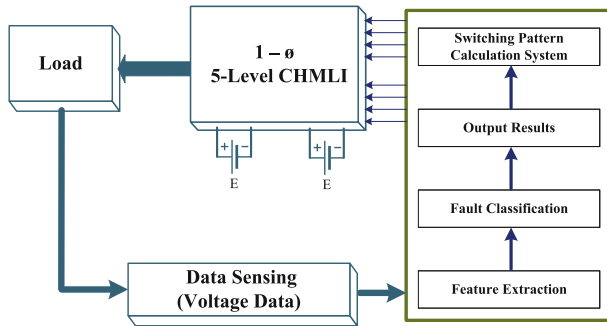 Load
1 – ø
5-Level CHMLI
+ −
E
+ −
E
Data Sensing
(Voltage Data)
Switching Pattern
Calculation System
Output Results
Fault Classification
Feature Extraction